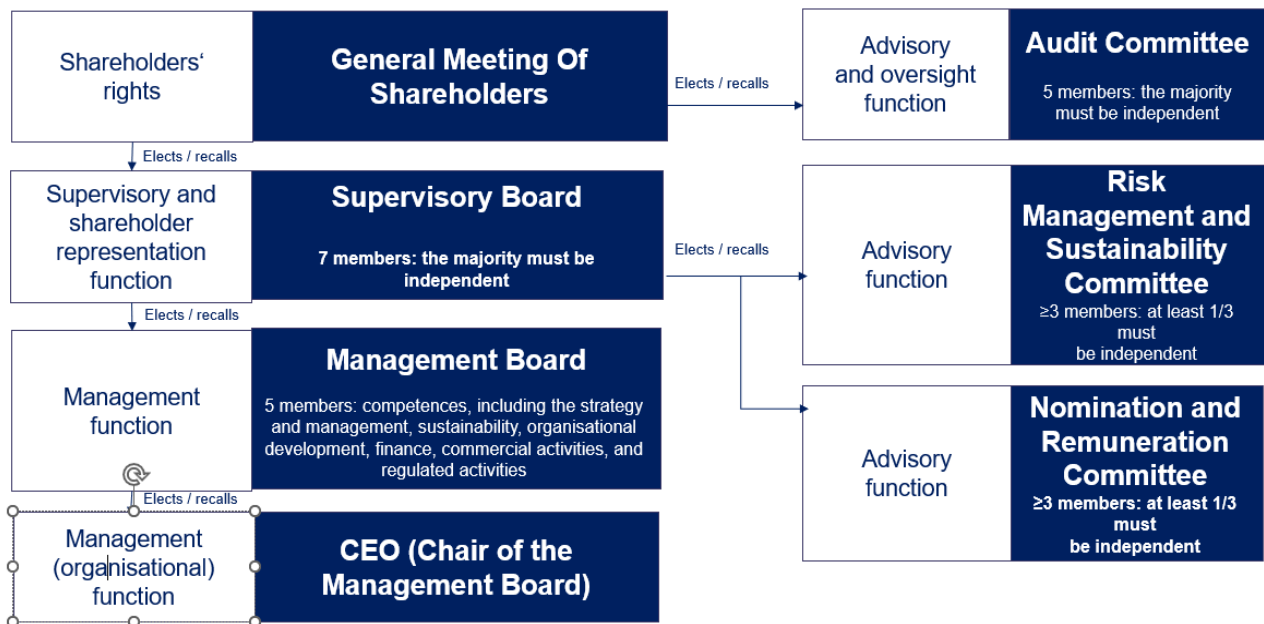 Shareholders‘
rights
General Meeting Of
Shareholders
Elects / recalls
Advisory
and oversight
function
Audit Committee
5 members: the majority
must be independent
Elects / recalls
Supervisory and
shareholder
representation
function
Supervisory Board
7 members: the majority must be
independent
Elects / recalls
Advisory
function
Risk
Management and
Sustainability
Committee
≥3 members: at least 1/3
must
be independent
Elects / recalls
Management
function
Management Board
5 members: competences, including the strategy
and management, sustainability, organisational
development, finance, commercial activities, and
regulated activities
Advisory
function
Nomination and
Remuneration
Committee
≥3 members: at least 1/3
must
be independent
Elects / recalls
Management
(organisational)
function
CEO (Chair of the
Management Board)